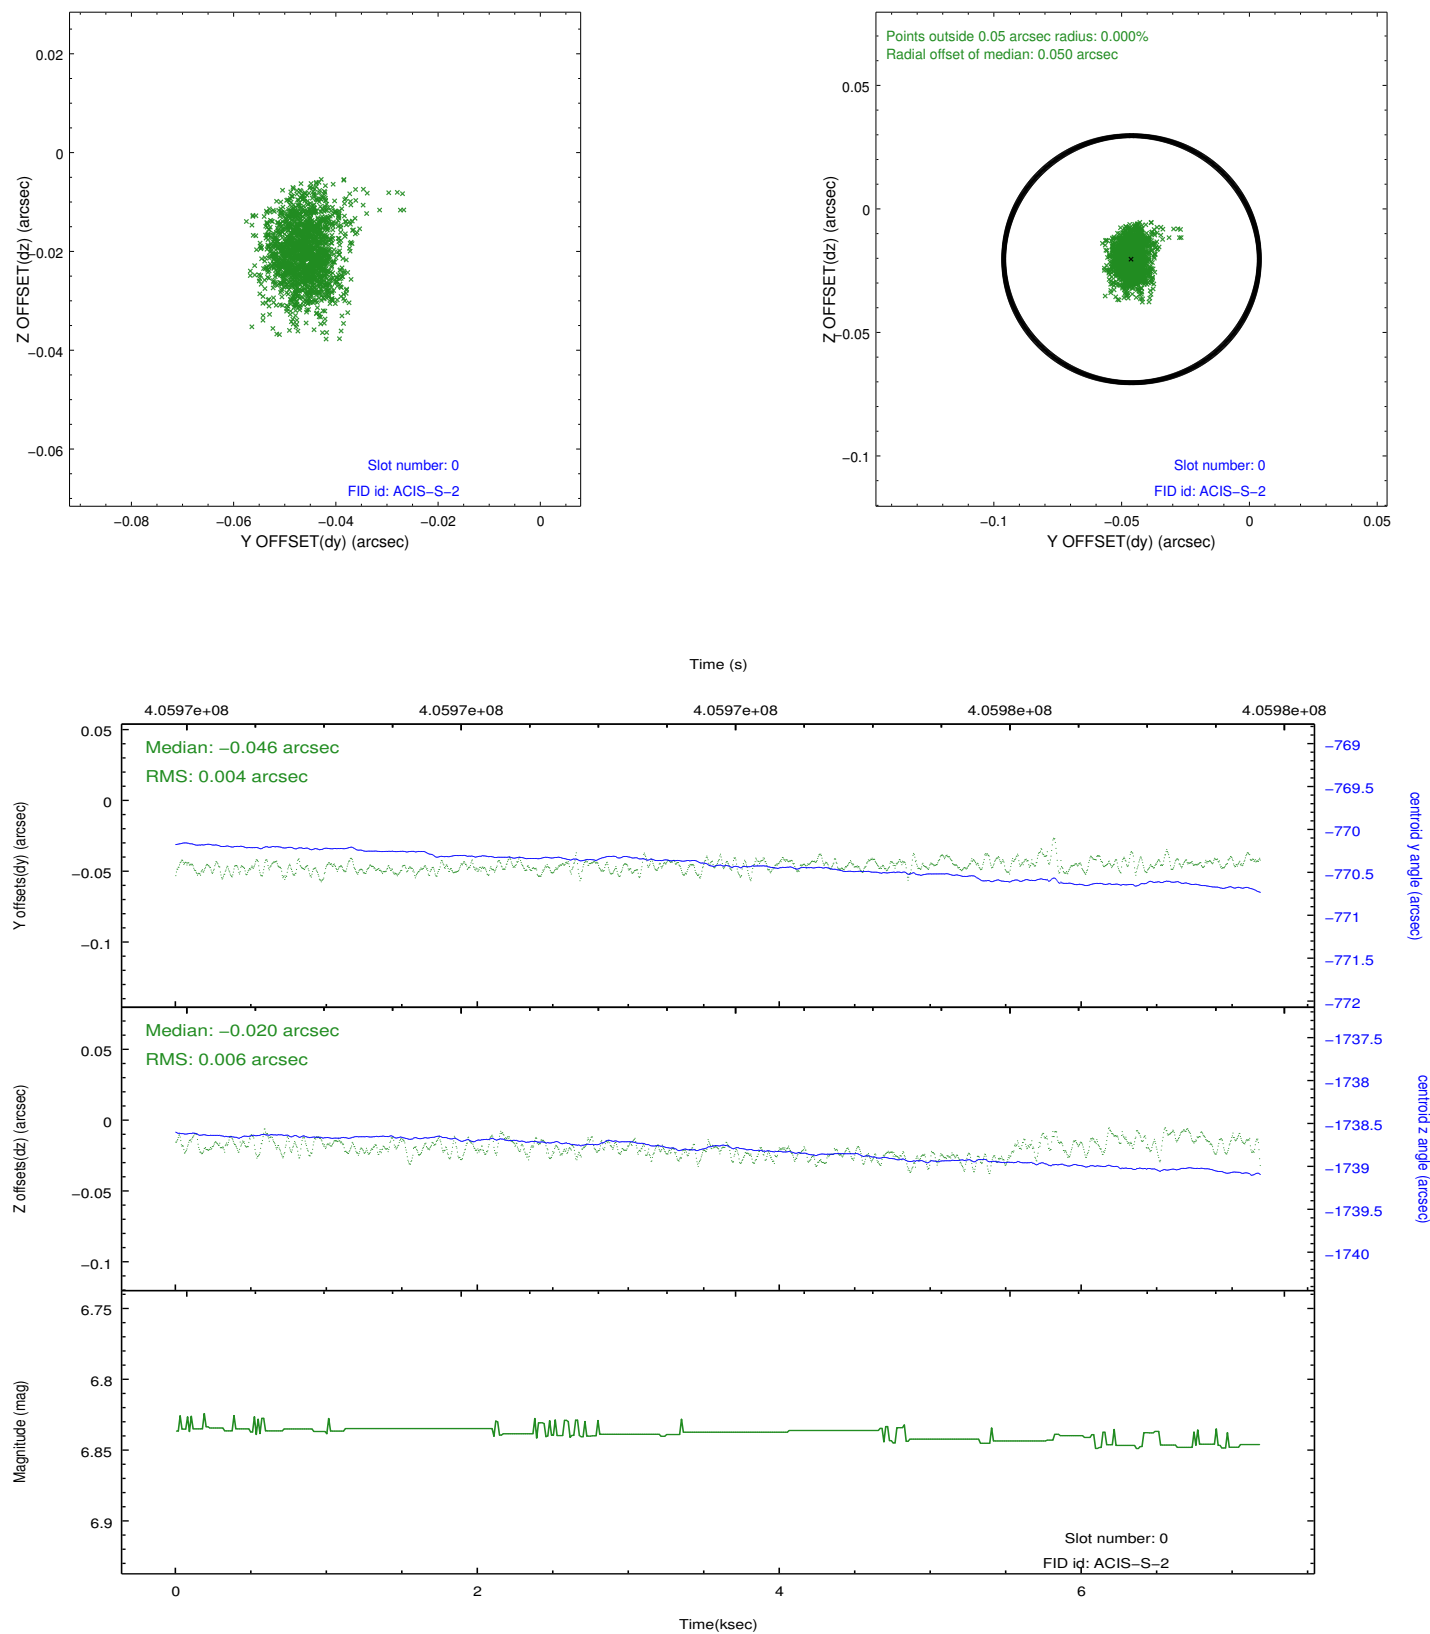 0.02
0
−0.02
−0.04
−0.06
Z OFFSET(dz) (arcsec)
Slot number: 0
FID id: ACIS−S−2
−0.08
−0.06
−0.04
−0.02
0
Y OFFSET(dy) (arcsec)
Points outside 0.05 arcsec radius: 0.000%
Radial offset of median: 0.050 arcsec
0.05
0
−0.05
−0.1
Z OFFSET(dz) (arcsec)
Slot number: 0
FID id: ACIS−S−2
−0.1
−0.05
0
0.05
Y OFFSET(dy) (arcsec)
Time (s)
4.0597e+08
4.0597e+08
4.0597e+08
4.0598e+08
4.0598e+08
0.05
0
−0.05
−0.1
Y offsets(dy) (arcsec)
Median: −0.046 arcsec
RMS: 0.004 arcsec
−769
−769.5
−770
−770.5
−771
−771.5
−772
centroid y angle (arcsec)
0.05
0
−0.05
−0.1
Z offsets(dz) (arcsec)
Median: −0.020 arcsec
RMS: 0.006 arcsec
−1737.5
−1738
−1738.5
−1739
−1739.5
−1740
centroid z angle (arcsec)
6.75
6.8
6.85
6.9
Magnitude (mag)
Slot number: 0
FID id: ACIS−S−2
0
2
4
6
Time(ksec)